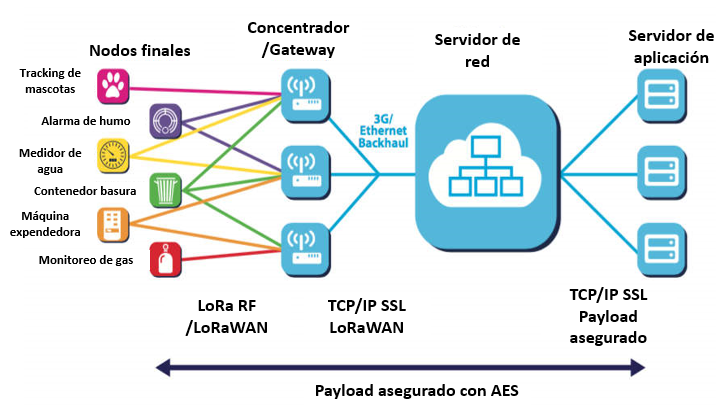 Nodos finales
Concentrador
/Gateway
Servidor de
red
Servidor de
aplicación
Tracking de
mascotas
Alarma de humo
Medidor de
agua
Contenedor basura
Máquina
expendedora
Monitoreo de gas
3G/
Ethernet
Backhaul
LoRa RF
/LoRaWAN
TCP/IP SSL
LoRaWAN
TCP/IP SSL
Payload
asegurado
Payload asegurado con AES